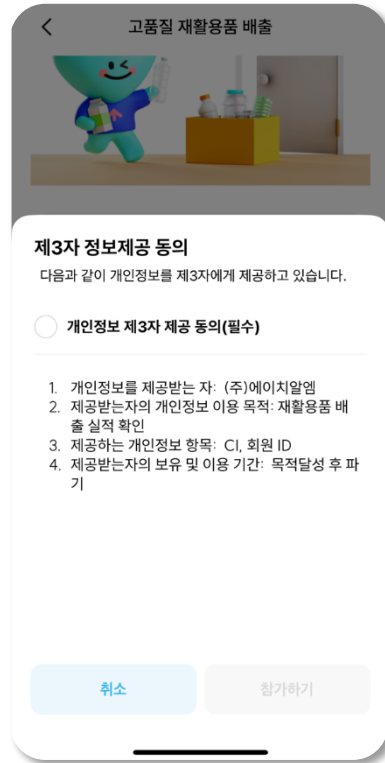 고품질 재활용품 배출
제3자 정보제공 동의
다음과 같이 개인정보를 제3자에게 제공하고 있습니다.
개인정보 제3자 제공 동의(필수)
1. 개인정보를 제공받는 자: (주)에이치알엠
2. 제공받는자의 개인정보 이용 목적: 재활용품 배
출 실적 확인
3. 제공하는 개인정보 항목: CI, 회원 ID
4. 제공받는자의 보유 및 이용 기간: 목적달성 후 파
기
취소
참가하기